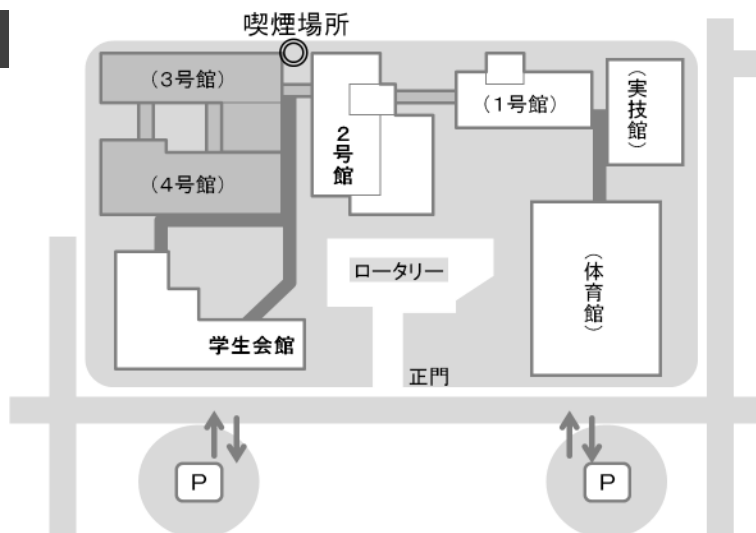 喫煙場所
(3号館)
(1号館)
(実技館)
2号館
(4号館)
(体育館)
ロータリー
学生会館
正門
P
P